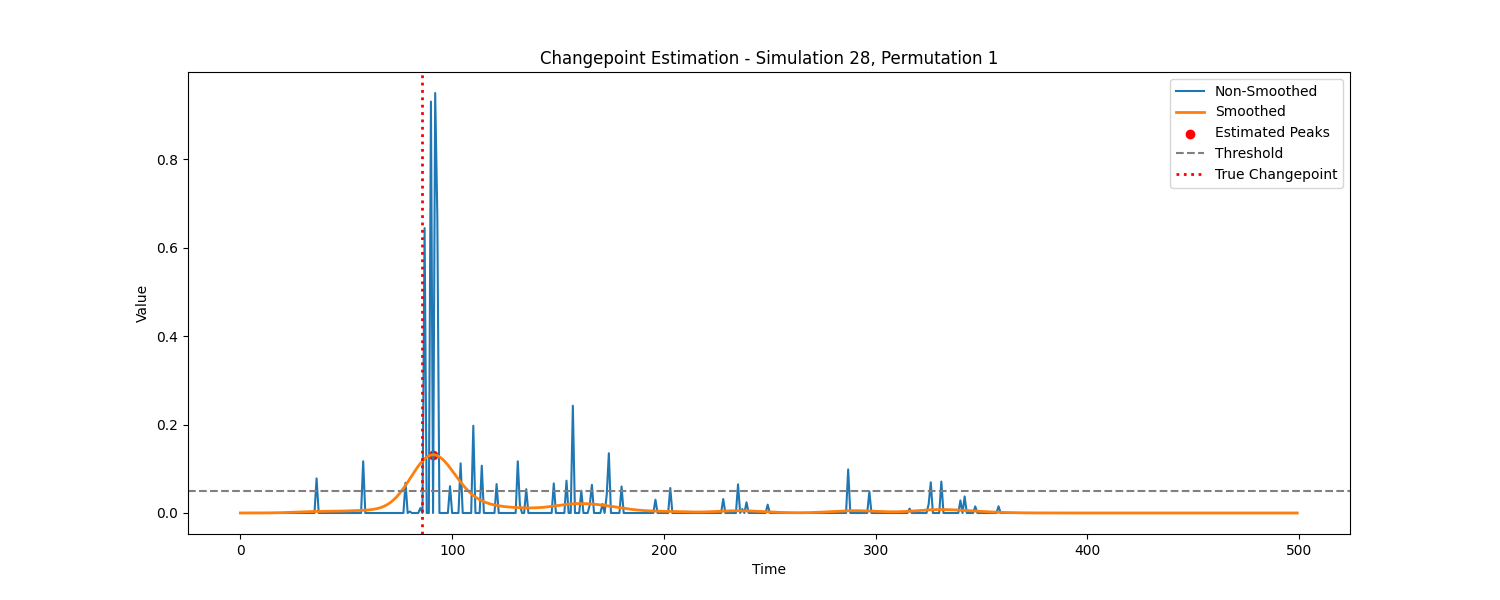 Changepoint Estimation - Simulation 28, Permutation 1
Non-Smoothed
Smoothed
Estimated Peaks
Threshold
True Changepoint
Value
0.8
0.6
0.4
0.2
0.0
0 100 200 300 400 500
Time